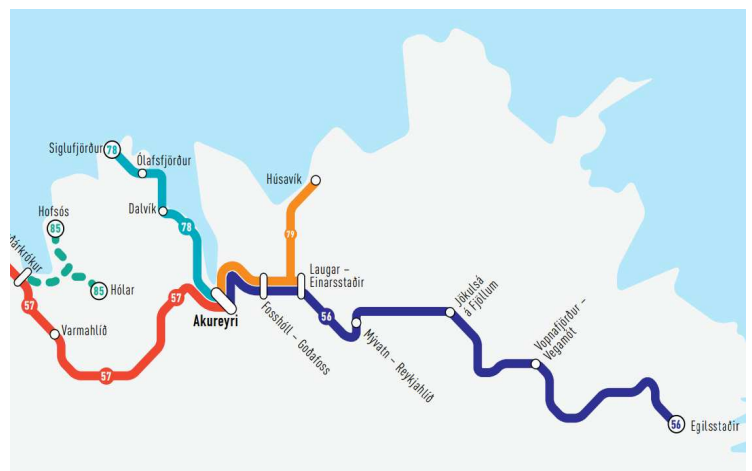 Siglufjörður
78
Ólafsfjörður
Dalvík
78
Húsavík
79
Hofsós
85
85
Hólar
57
Varmahlíð
57
57
Akureyri
Fosshóll – Goðafoss
Laugar –
Einarsstaðir
56
Mývatn – Reykjahlíð
Jökulsá
á Fjöllum
Vopnafjörður –
Vegamót
56
Egilsstaðir